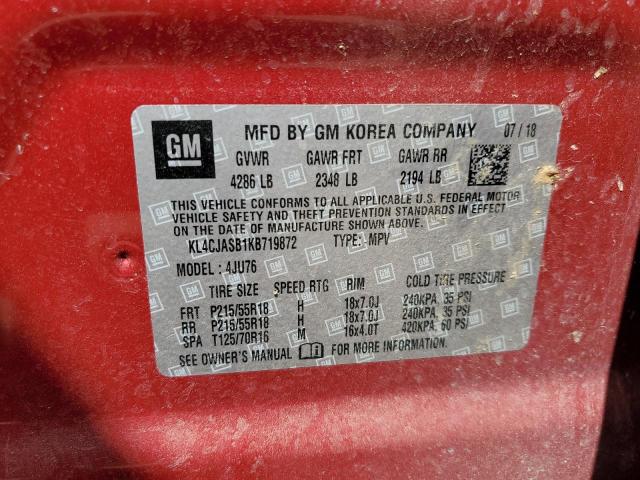 GM
MFD BY GM KOREA COMPANY 07/18
GVWR GAWR FRT GAWR RR
4286 LB 2348 LB 2194 LB
THIS VEHICLE CONFORMS TO ALL APPLICABLE U.S. FEDERAL MOTOR
VEHICLE SAFETY AND THEFT PREVENTION STANDARDS IN EFFECT
ON THE DATE OF MANUFACTURE SHOWN ABOVE.
KL4CJASB1KB719872 TYPE: MPV
MODEL: 4JU76
TIRE SIZE SPEED RTG RIM COLD TIRE PRESSURE
FRT P215/55R18 H 18x7.0J 240KPA, 35 PSI
RR P215/55R18 H 18x7.0J 240KPA, 35 PSI
SPA T125/70R16 M 16x4.0T 420KPA, 60 PSI
SEE OWNER'S MANUAL FOR MORE INFORMATION.